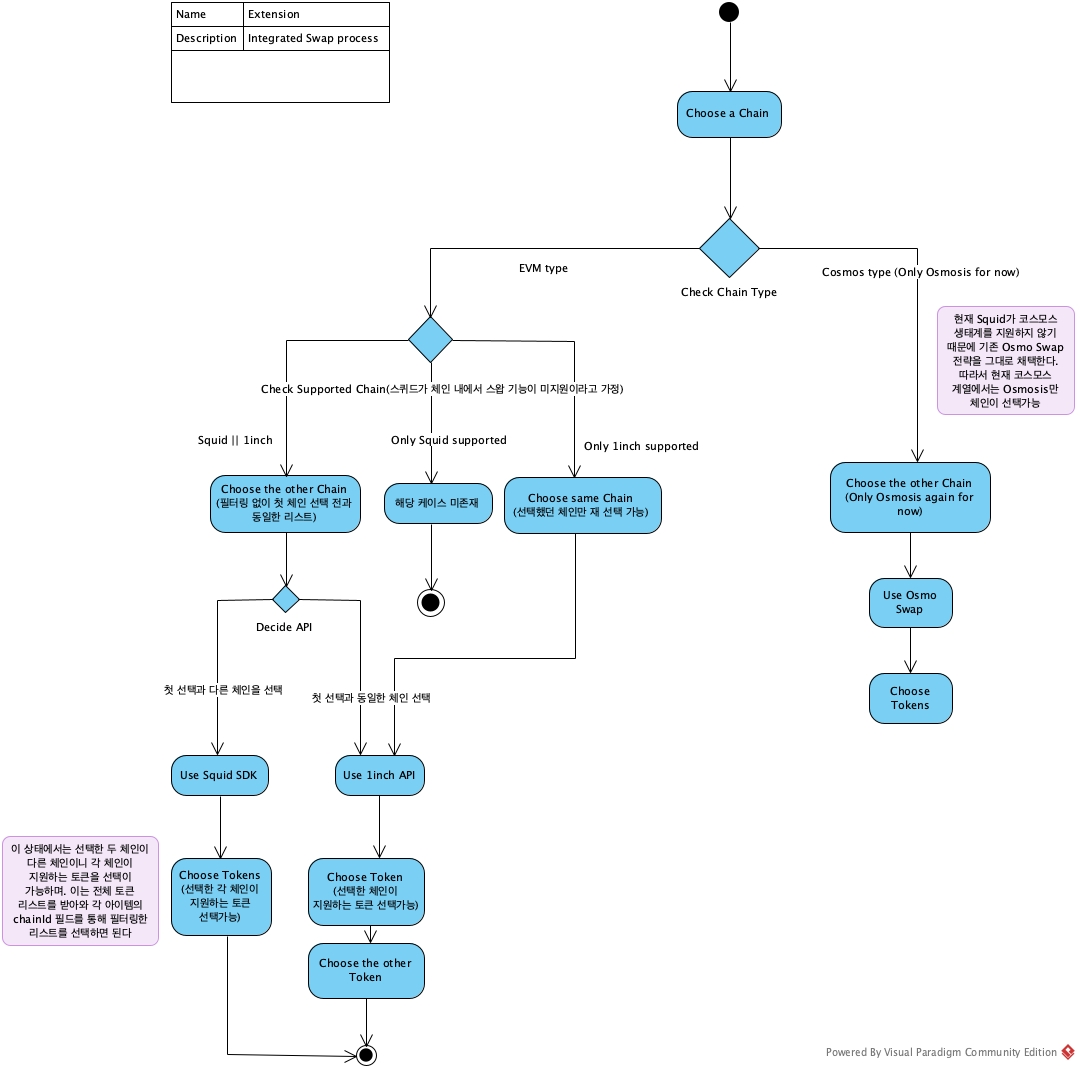 Name Extension
Description Integrated Swap process
Choose a Chain
Check Chain Type
EVM type
Cosmos type (Only Osmosis for now)
현재 Squid가 코스모스
생태계를 지원하지 않기
때문에 기존 Osmo Swap
전략을 그대로 채택한다.
따라서 현재 코스모스
계열에서는 Osmosis만
체인이 선택가능
Check Supported Chain(스퀴드가 체인 내에서 스왑 기능이 미지원이라고 가정)
Squid || 1inch
Only Squid supported
Only 1inch supported
Choose the other Chain
(필터링 없이 첫 체인 선택 전과
동일한 리스트)
해당 케이스 미존재
Choose same Chain
(선택했던 체인만 재 선택 가능)
Choose the other Chain
(Only Osmosis again for
now)
Decide API
Use Osmo
Swap
첫 선택과 다른 체인을 선택
첫 선택과 동일한 체인 선택
Choose
Tokens
Use Squid SDK
Use 1inch API
이 상태에서는 선택한 두 체인이
다른 체인이니 각 체인이
지원하는 토큰을 선택이
가능하며. 이는 전체 토큰
리스트를 받아와 각 아이템의
chainId 필드를 통해 필터링한
리스트를 선택하면 된다
Choose Tokens
(선택한 각 체인이
지원하는 토큰
선택가능)
Choose Token
(선택한 체인이
지원하는 토큰 선택가능)
Choose the other
Token
Powered By Visual Paradigm Community Edition